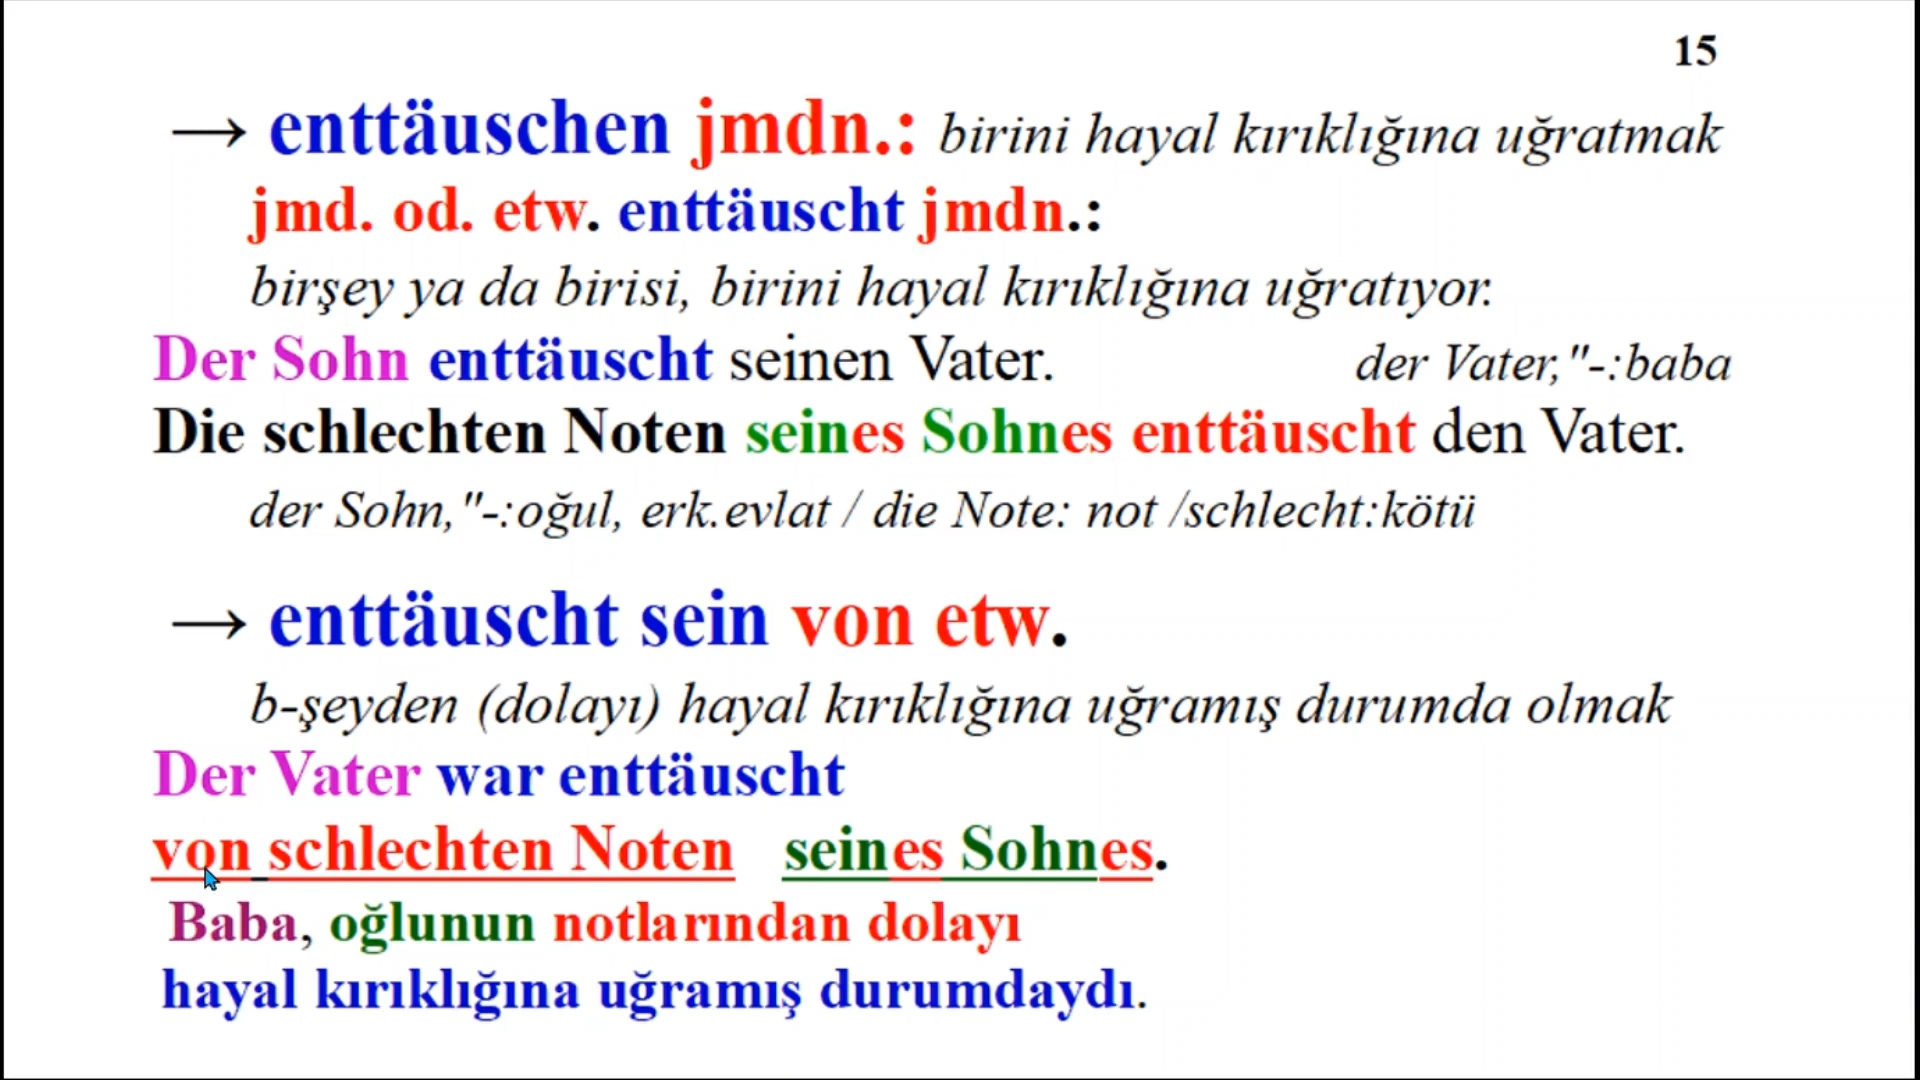 15
→ enttäuschen jmdn.: birini hayal kırıklığına uğratmak
jmd. od. etw. enttäuscht jmdn.:
birşey ya da birisi, birini hayal kırıklığına uğratıyor.
Der Sohn enttäuscht seinen Vater. der Vater,"-:baba
Die schlechten Noten seines Sohnes enttäuscht den Vater.
der Sohn,"-:oğul, erk.evlat / die Note: not /schlecht:kötü
→ enttäuscht sein von etw.
b-şeyden (dolayı) hayal kırıklığına uğramış durumda olmak
Der Vater war enttäuscht
von schlechten Noten seines Sohnes.
Baba, oğlunun notlarından dolayı
hayal kırıklığına uğramış durumdaydı.